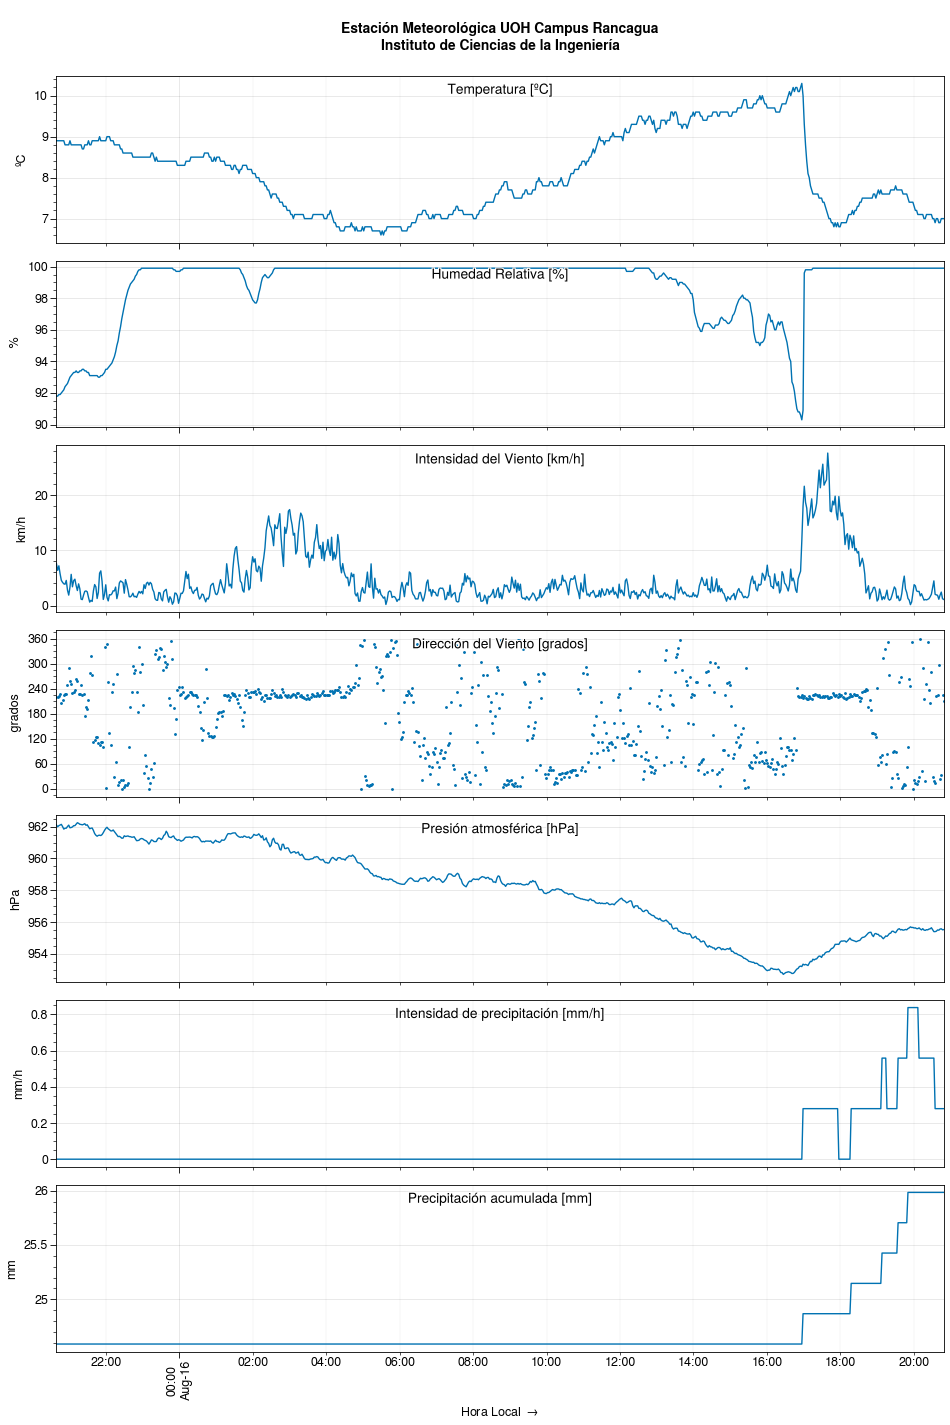 Estación Meteorológica UOH Campus Rancagua
Instituto de Ciencias de la Ingeniería
Temperatura [ºC]
ºC
10
9
8
7
Humedad Relativa [%]
%
100
98
96
94
92
90
Intensidad del Viento [km/h]
km/h
20
10
0
Dirección del Viento [grados]
grados
360
300
240
180
120
60
0
Presión atmosférica [hPa]
hPa
962
960
958
956
954
Intensidad de precipitación [mm/h]
mm/h
0.8
0.6
0.4
0.2
0
Precipitación acumulada [mm]
mm
26
25.5
25
22:00
00:00
Aug-16
02:00
04:00
06:00
08:00
10:00
12:00
14:00
16:00
18:00
20:00
Hora Local →